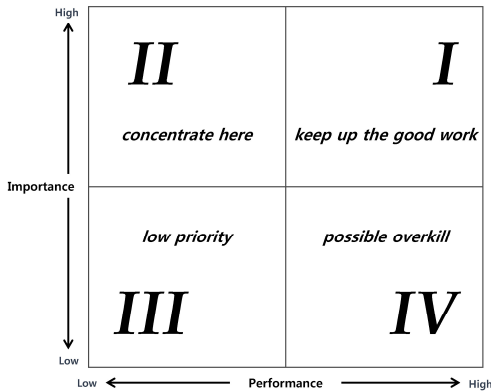 High
II
I
concentrate here
keep up the good work
Importance
low priority
possible overkill
III
IV
Low
Low
Performance
High